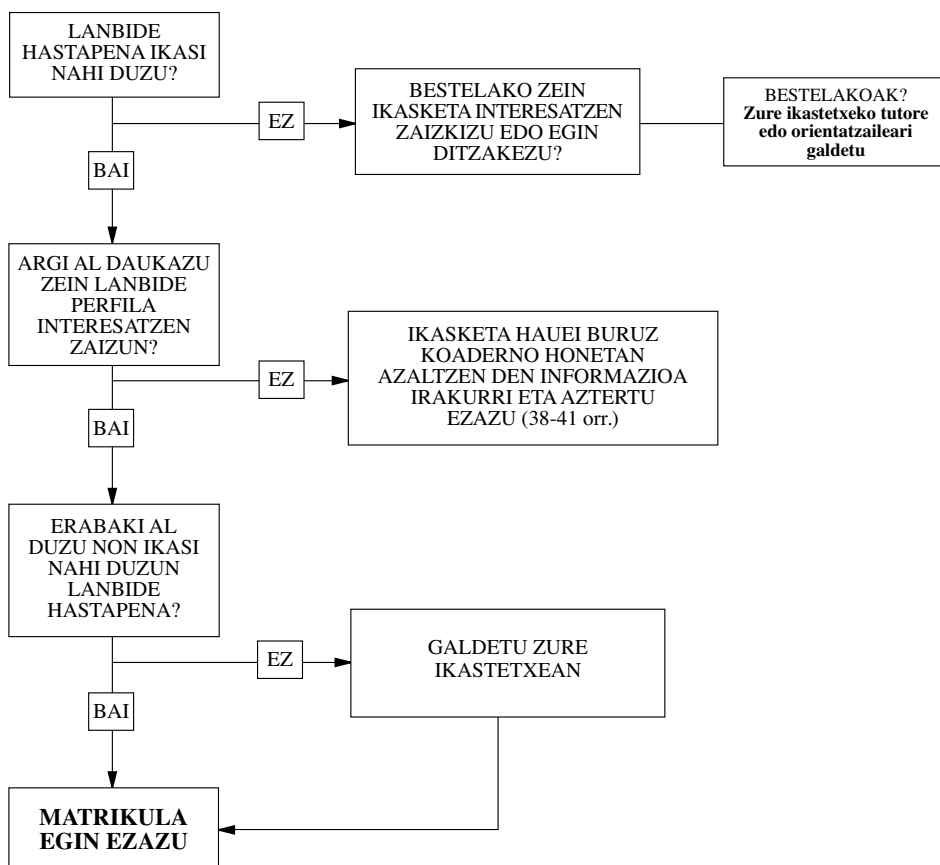 LANBIDE
HASTAPENA IKASI
NAHI DUZU?
EZ
BESTELAKO ZEIN
IKASKETA INTERESATZEN
ZAIZKIZU EDO EGIN
DITZAKEZU?
BESTELAKOAK?
Zure ikastetxeko tutore
edo orientatzaileari
galdetu
BAI
ARGI AL DAUKAZU
ZEIN LANBIDE
PERFILA
INTERESATZEN
ZAIZUN?
EZ
IKASKETA HAUEI BURUZ
KOADERNO HONETAN
AZALTZEN DEN INFORMAZIOA
IRAKURRI ETA AZTERTU
EZAZU (38-41 orr.)
BAI
ERABAKI AL
DUZU NON IKASI
NAHI DUZUN
LANBIDE
HASTAPENA?
EZ
GALDETU ZURE
IKASTETXEAN
BAI
MATRIKULA
EGIN EZAZU